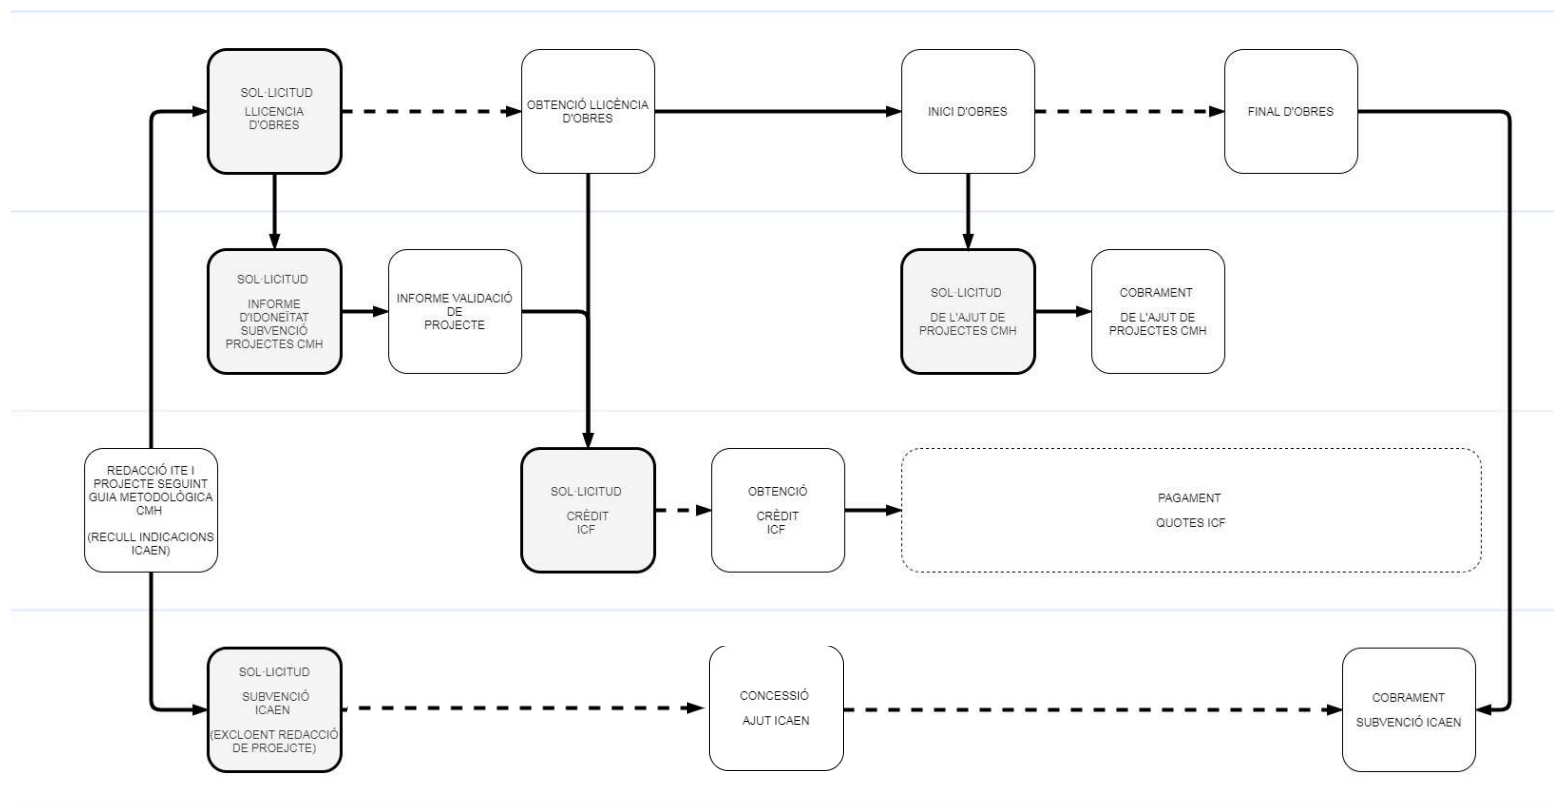 SOL·LICITUD
LLICENCIA
D'OBRES
OBTENCIÓ LLICÈNCIA
D'OBRES
INICI D'OBRES
FINAL D'OBRES
SOL·LICITUD
INFORME
D'IDONEÏTAT
SUBVENCIÓ
PROJECTES CMH
INFORME VALIDACIÓ
DE
PROJECTE
SOL·LICITUD
DE L'AJUT DE
PROJECTES CMH
COBRAMENT
DE L'AJUT DE
PROJECTES CMH
REDACCIÓ ITE I
PROJECTE SEGUINT
GUIA METODOLÒGICA
CMH
(RECULL INDICACIONS
ICAEN)
SOL·LICITUD
CRÈDIT
ICF
OBTENCIÓ
CRÈDIT
ICF
PAGAMENT
QUOTES ICF
SOL·LICITUD
SUBVENCIÓ
ICAEN
(EXCLOENT REDACCIÓ
DE PROEJCTE)
CONCESSIÓ
AJUT ICAEN
COBRAMENT
SUBVENCIÓ ICAEN